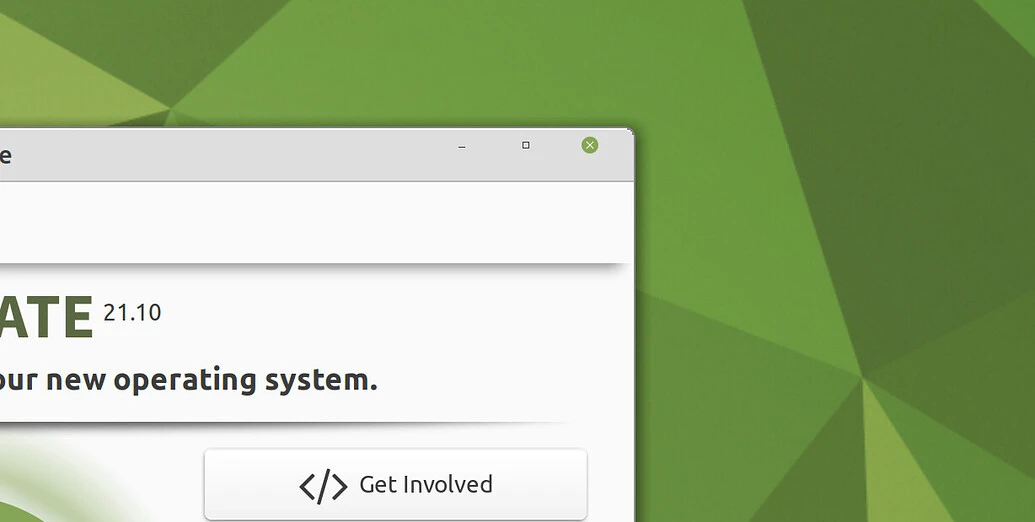 e
ATE 21.10
our new operating system.
</> Get Involved